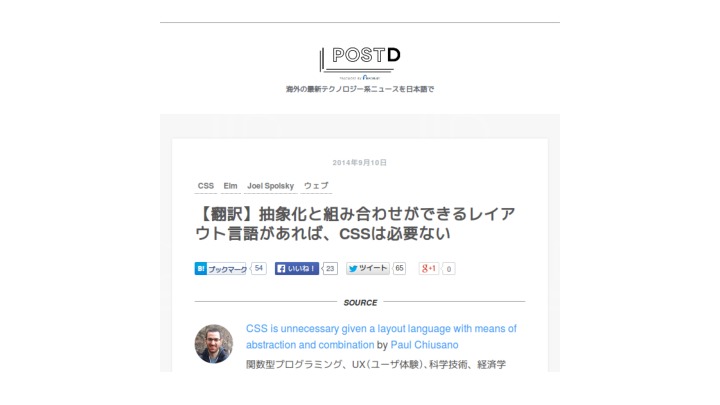 POSTD
海外の最新テクノロジー系ニュースを日本語で
2014年9月10日
CSS Elm Joel Spolsky ウェブ
【翻訳】抽象化と組み合わせができるレイア
ウト言語があれば、CSSは必要ない
B! ブックマーク 54 いいね！ 23 ツイート 65 g+1 0
SOURCE
CSS is unnecessary given a layout language with means of
abstraction and combination by Paul Chiusano
関数型プログラミング、UX（ユーザ体験）、科学技術、経済学